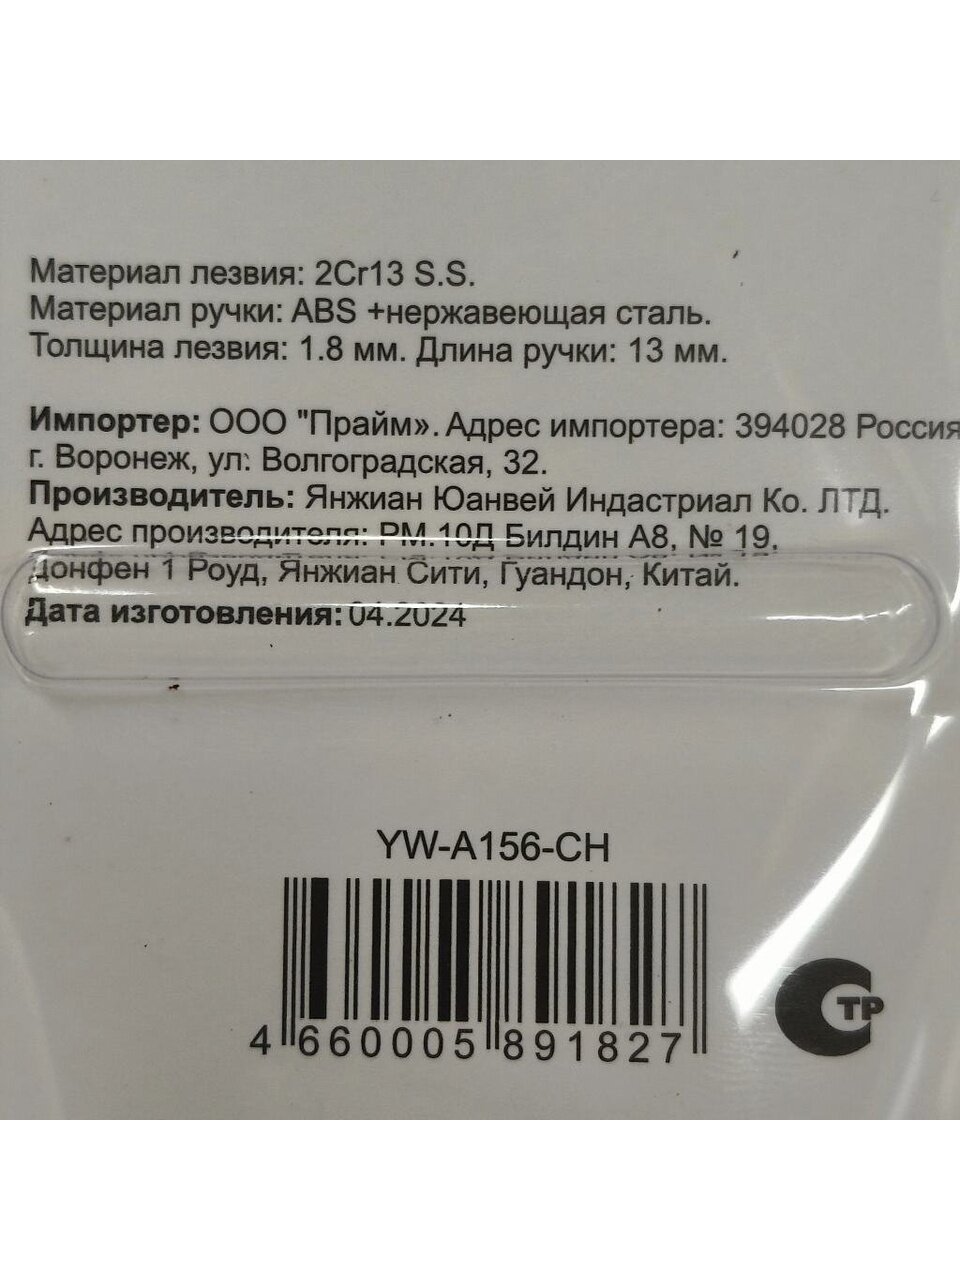 Материал лезвия: 2Cr13 S.S.
Материал ручки: ABS +нержавеющая сталь.
Толщина лезвия: 1.8 мм. Длина ручки: 13 мм.
Импортер: ООО "Прайм». Адрес импортера: 394028 Россия
г. Воронеж, ул: Волгоградская, 32.
Производитель: Янжиан Юанвей Индастриал Ко. ЛТД.
Адрес производителя: РМ.10Д Билдин А8, № 19,
Донфен 1 Роуд, Янжиан Сити, Гуандон, Китай.
Дата изготовления: 04.2024
YW-A156-CH
4 660005 891827
СТР